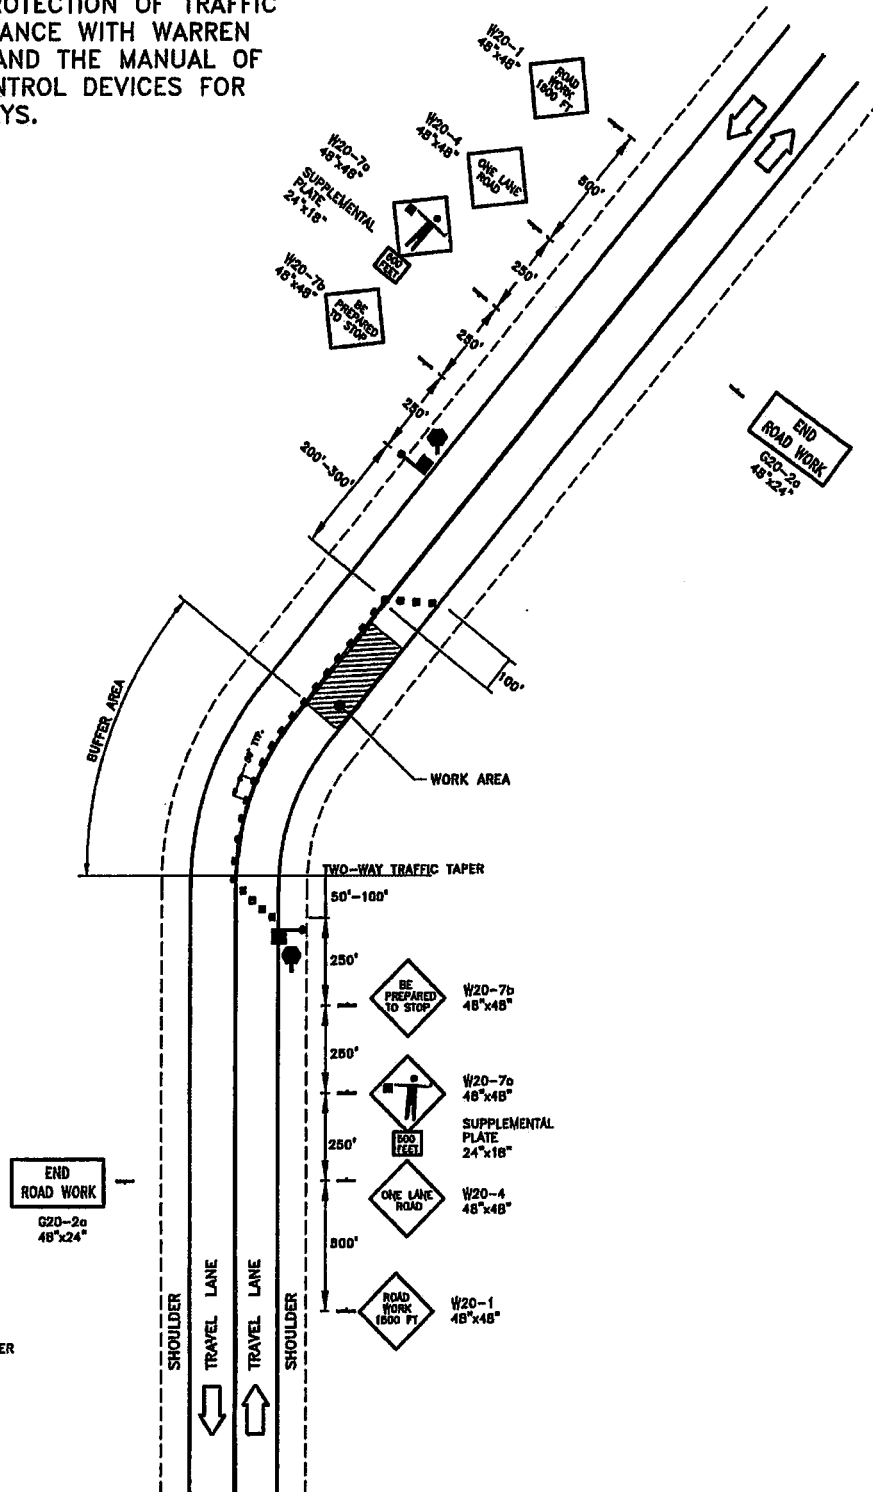 ROTECTION OF TRAFFIC
ANCE WITH WARREN
AND THE MANUAL OF
NTROL DEVICES FOR
YS.
W20-1
48"x48"
ROAD
WORK
1500 FT
W20-4
48"x48"
ONE LANE
ROAD
W20-7a
48"x48"
SUPPLEMENTAL
PLATE
24"x18"
500
FEET
W20-7b
48"x48"
BE
PREPARED
TO STOP
500'
250'
250'
250'
200'-300'
END
ROAD WORK
G20-2a
48"x24"
100'
BUFFER AREA
TYP.
WORK AREA
TWO-WAY TRAFFIC TAPER
50'-100'
250'
BE
PREPARED
TO STOP
W20-7b
48"x48"
250'
W20-7a
48"x48"
SUPPLEMENTAL
PLATE
24"x18"
500
FEET
250'
ONE LANE
ROAD
W20-4
48"x48"
500'
ROAD
WORK
1500 FT
W20-1
48"x48"
END
ROAD WORK
G20-2a
48"x24"
SHOULDER
TRAVEL LANE
TRAVEL LANE
SHOULDER
ER